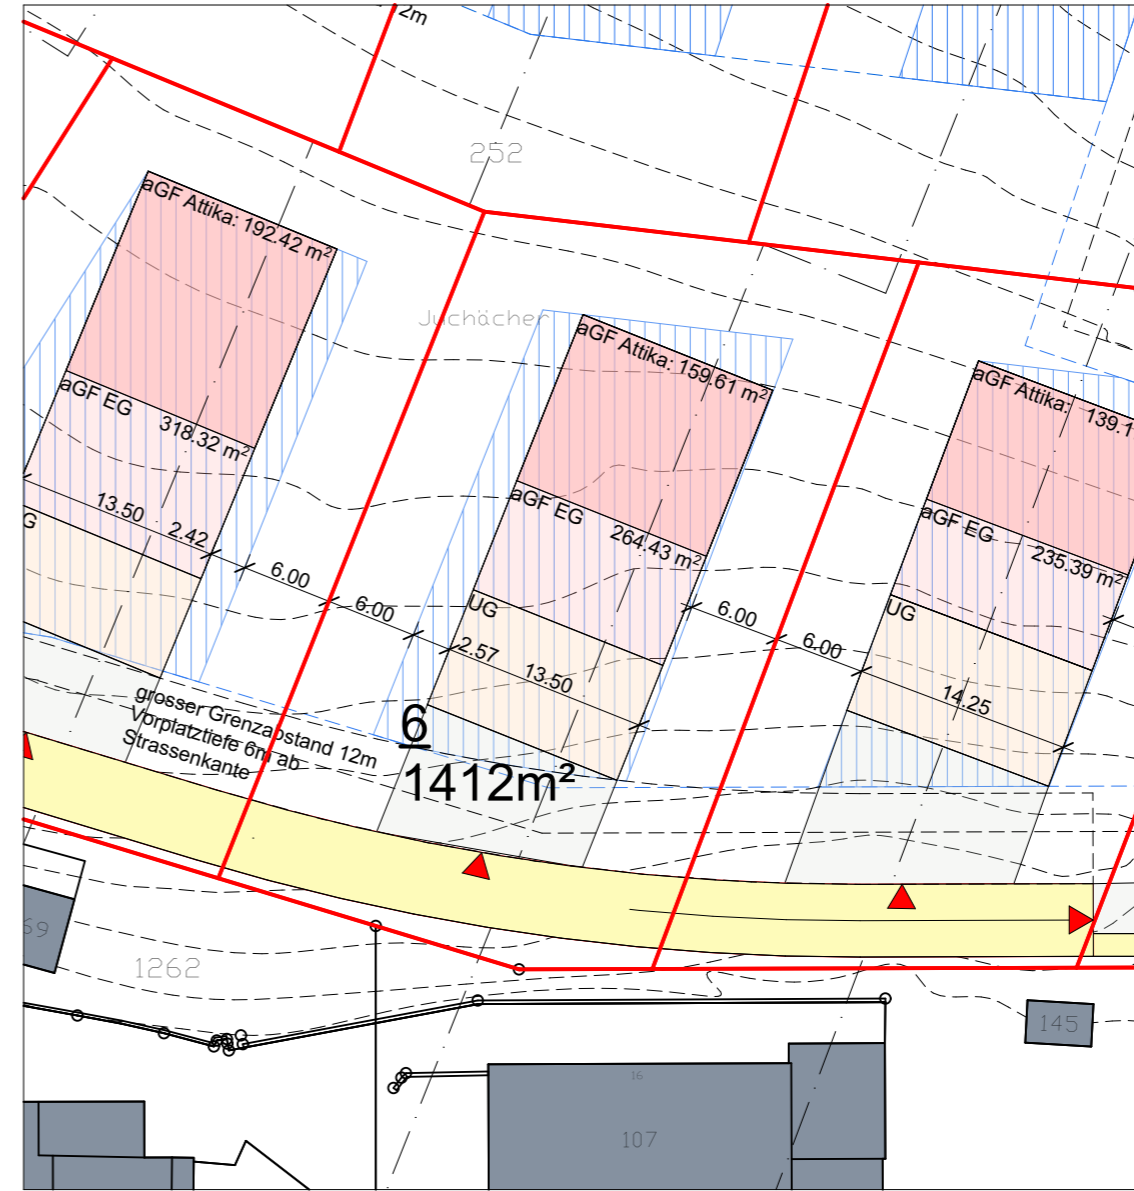 2m
252
aGF Attika: 192.42 m²
Juchächer
aGF Attika: 159.61 m²
aGF Attika: 139.1
aGF EG 318.32 m²
aGF EG 264.43 m²
aGF EG 235.39 m²
G
13.50 2.42 6.00
6.00
UG
2.57 13.50
6.00
6.00
UG
14.25
grosser Grenzabstand 12m
Vorplatztiefe 6m ab
Strassenkante
6
1412m²
69
1262
145
16
107